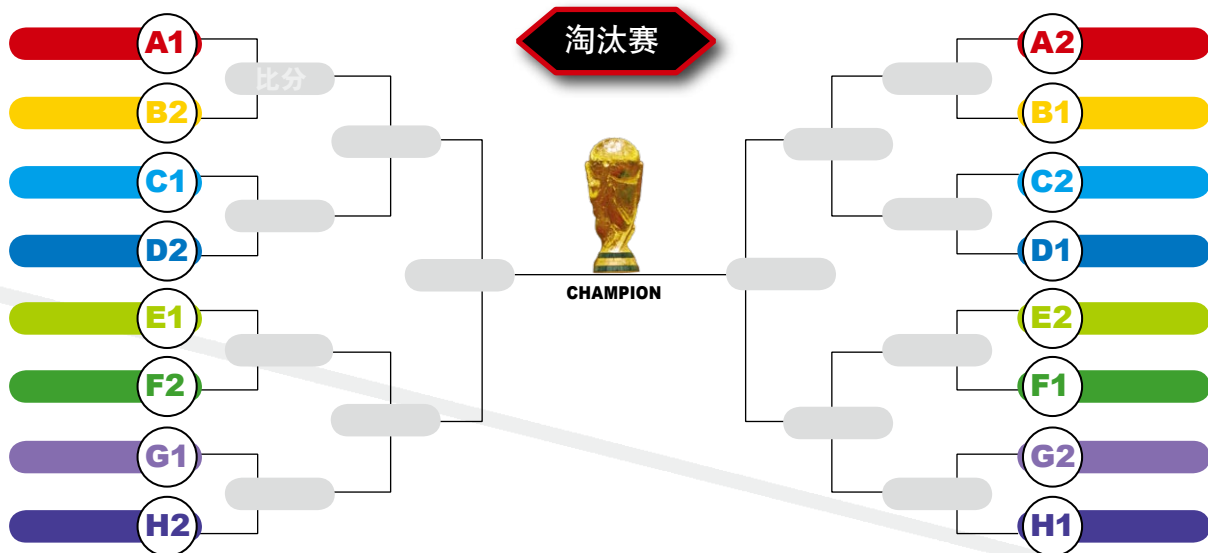 淘汰赛
A1
比分
B2
C1
D2
E1
F2
G1
H2
CHAMPION
A2
B1
C2
D1
E2
F1
G2
H1